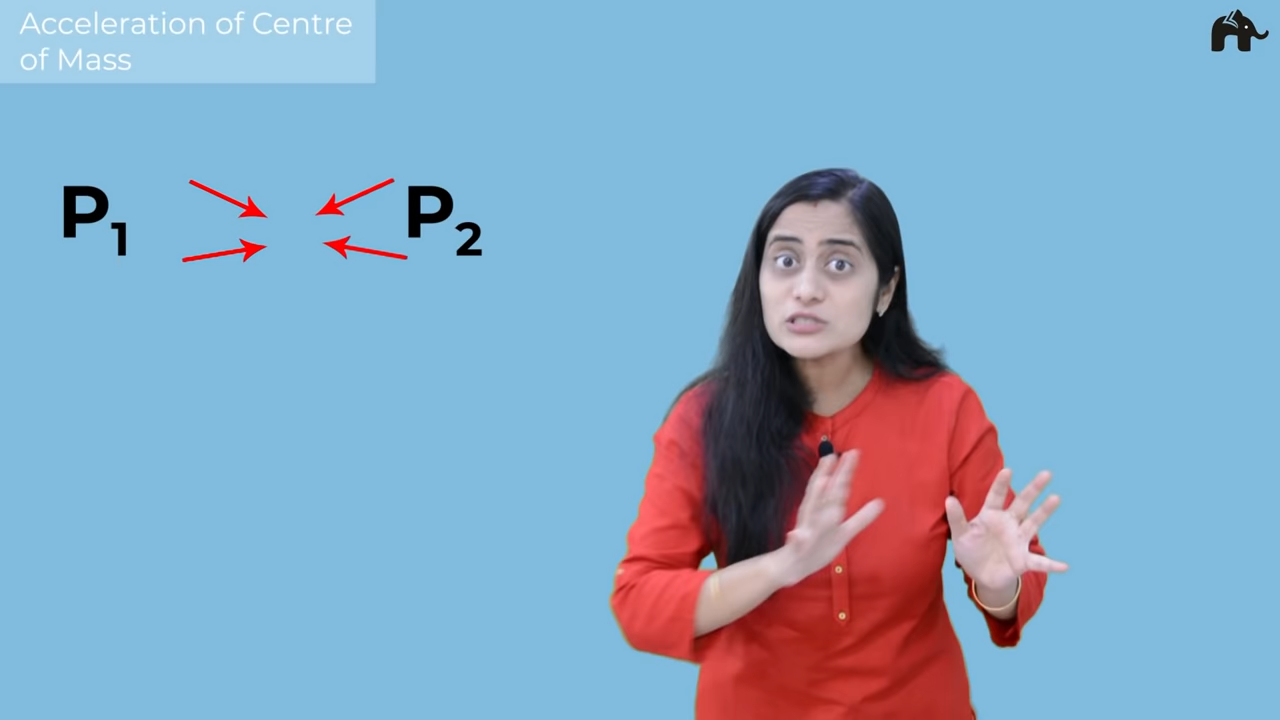 Acceleration of Centre
of Mass
P₁ P₂